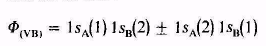 Φ(VB) = 1sA(1) 1sB(2) ± 1sA(2) 1sB(1)